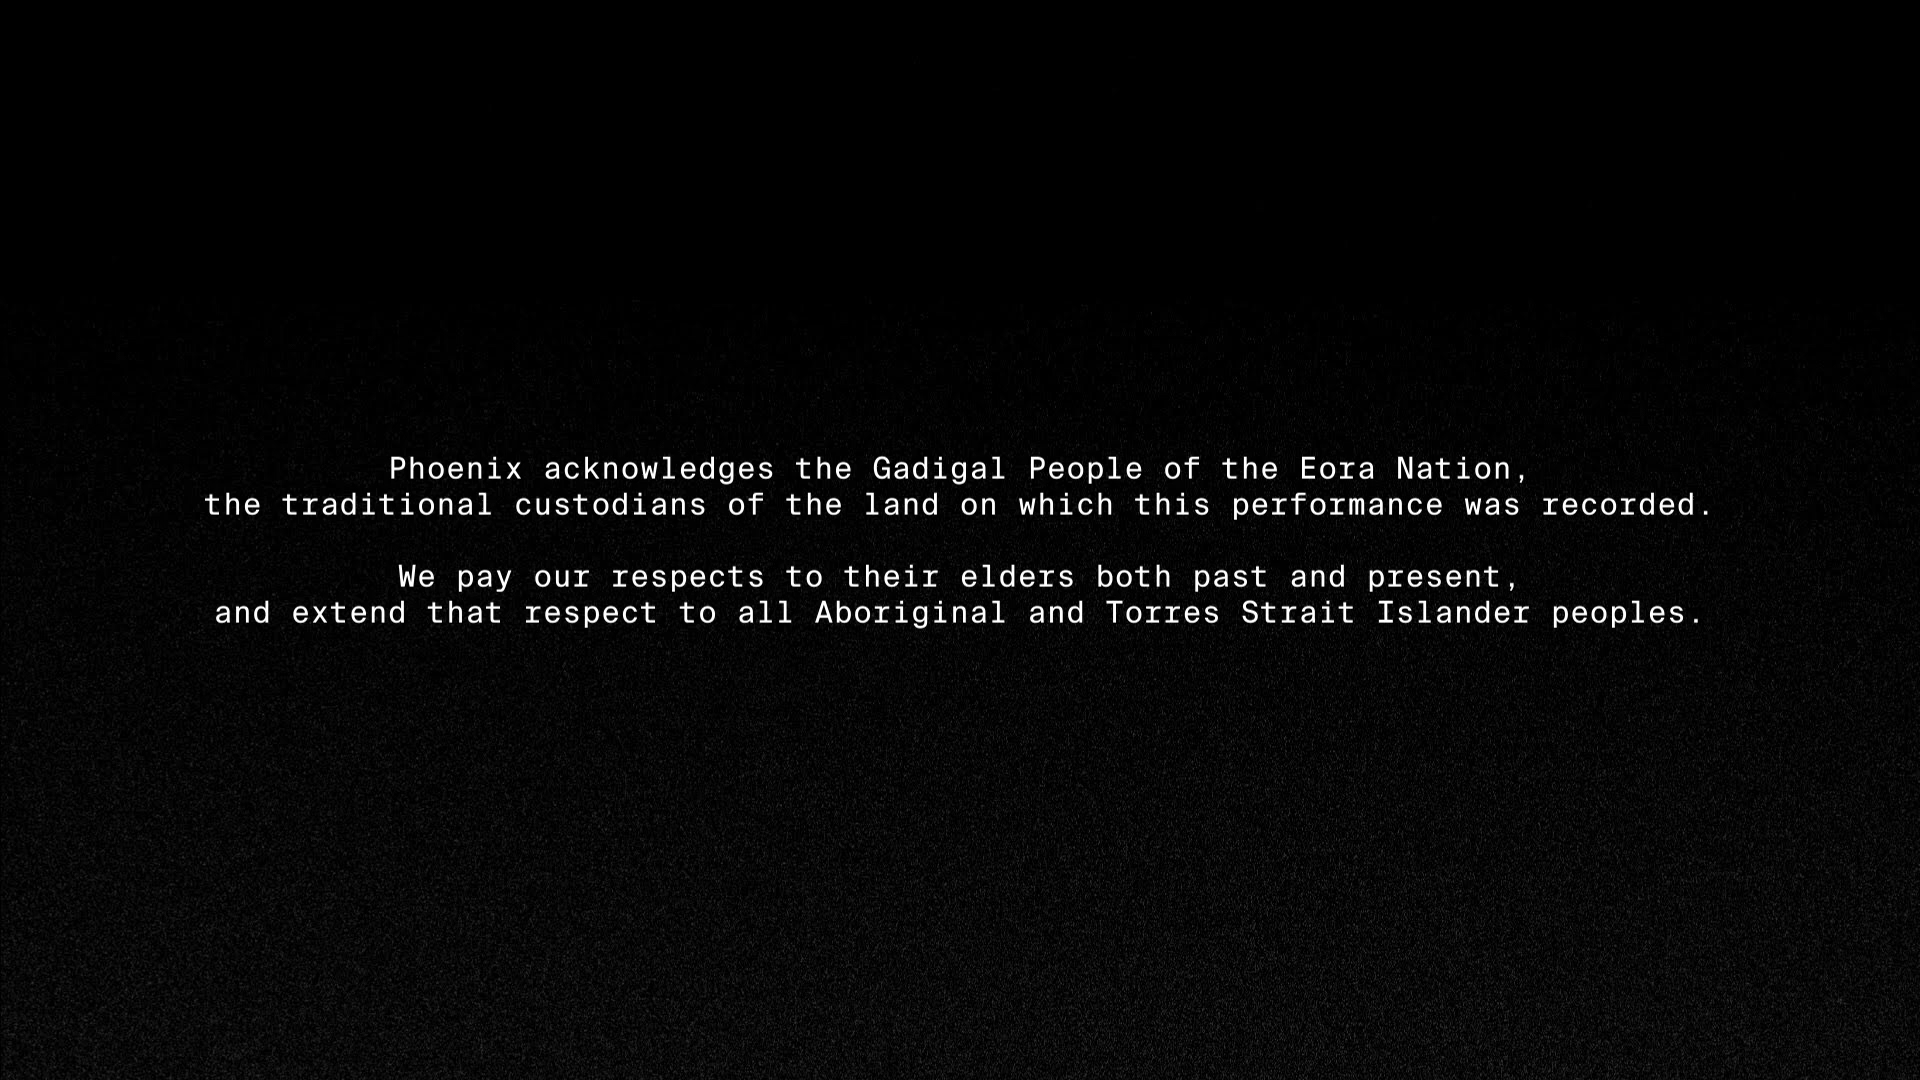 Phoenix acknowledges the Gadigal People of the Eora Nation,
the traditional custodians of the land on which this performance was recorded.
We pay our respects to their elders both past and present,
and extend that respect to all Aboriginal and Torres Strait Islander peoples.